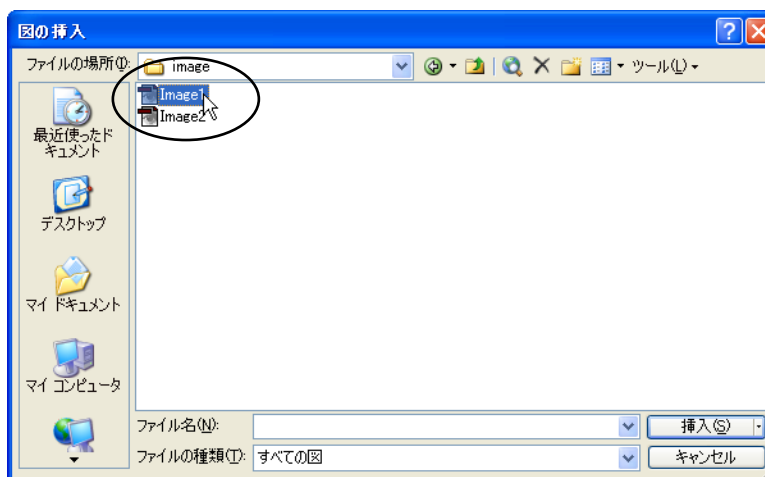 図の挿入
ファイルの場所(I):
image
ツール(L)
Image1
Image2
最近使ったド
キュメント
デスクトップ
マイ ドキュメント
マイ コンピュータ
ファイル名(N):
挿入(S)
ファイルの種類(T):
すべての図
キャンセル